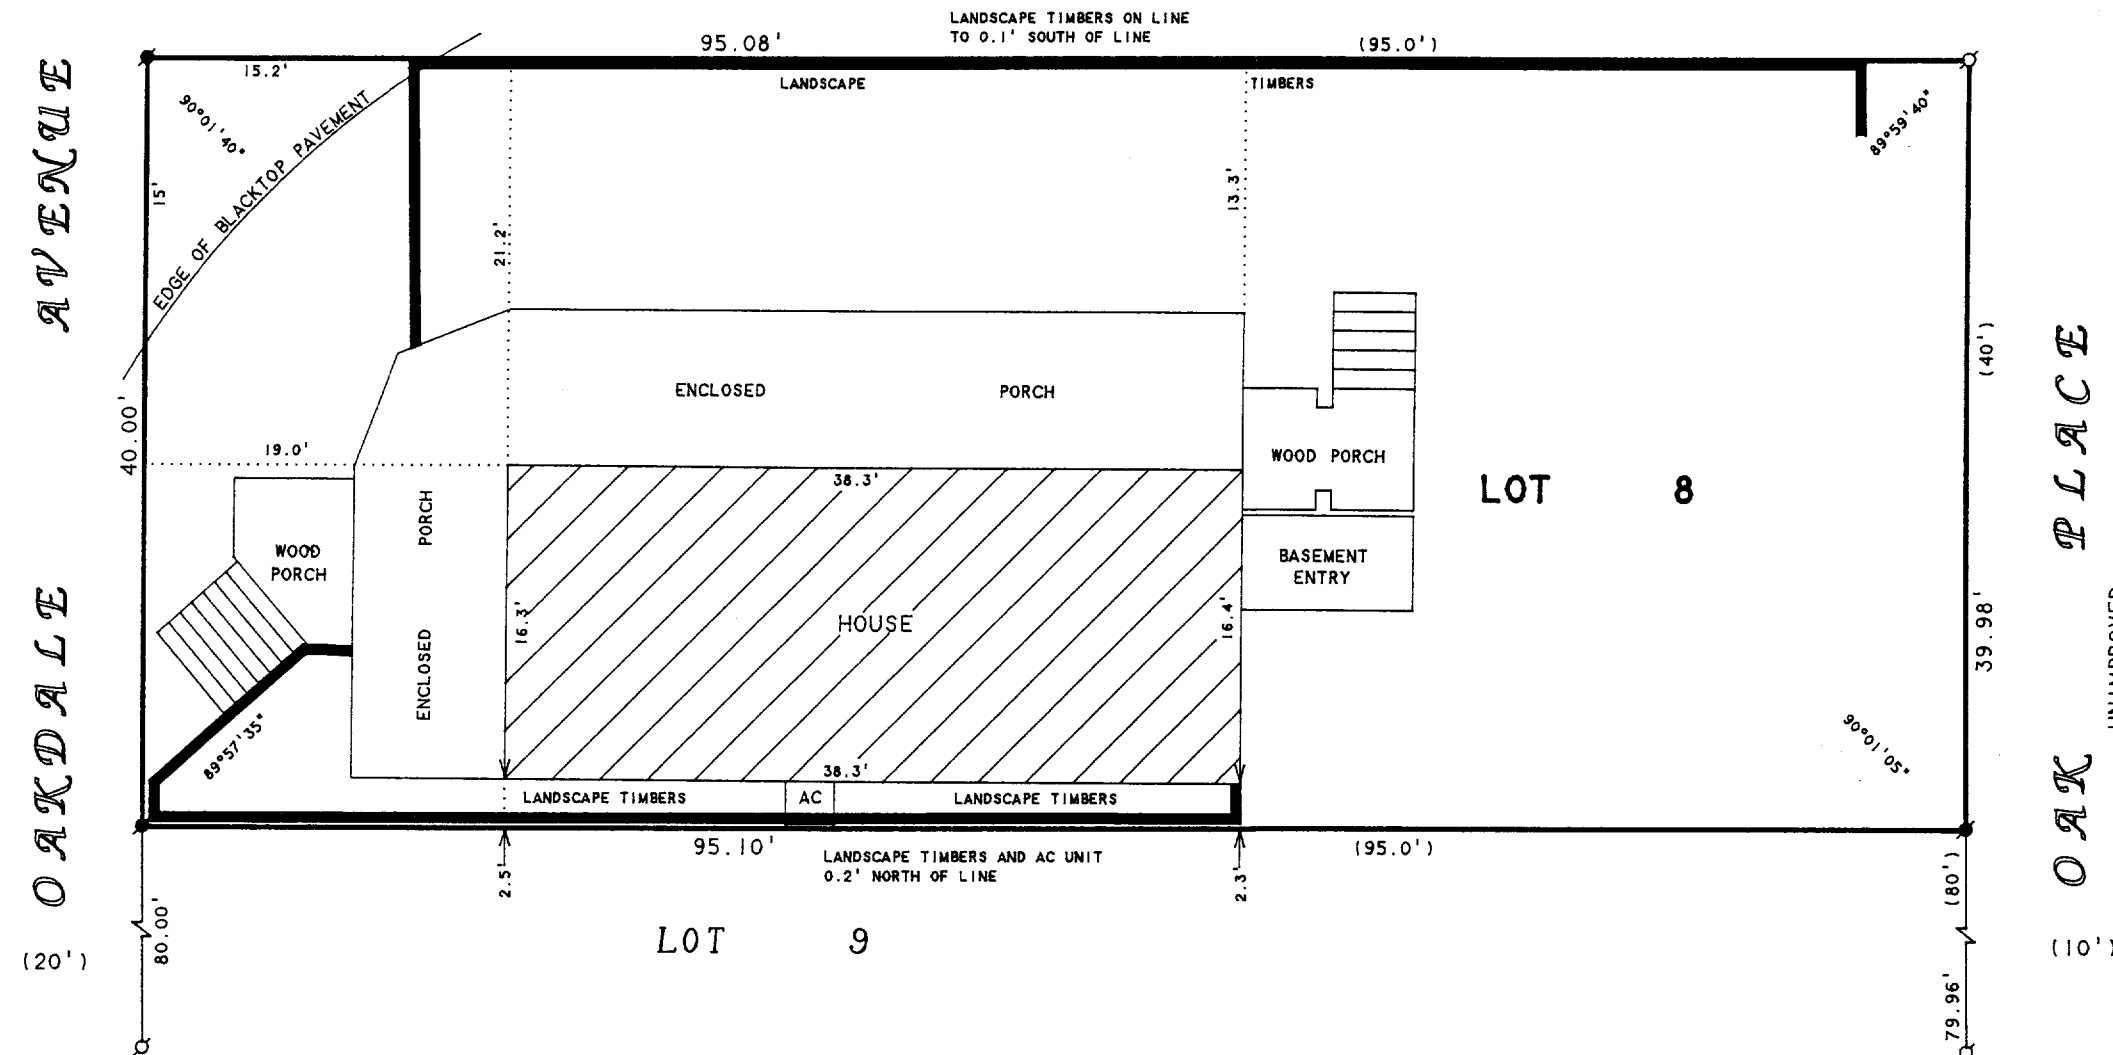 LANDSCAPE TIMBERS ON LINE
TO 0.1' SOUTH OF LINE
95.08'
(95.0')
15.2'
LANDSCAPE
TIMBERS
90°01'40"
89°59'40"
AVENUE
15'
EDGE OF BLACKTOP PAVEMENT
21.2'
13.3'
(40')
PLACE
40.00'
ENCLOSED
PORCH
19.0'
WOOD PORCH
38.3'
LOT 8
PORCH
WOOD
PORCH
BASEMENT
ENTRY
16.3'
HOUSE
16.4'
39.98'
OAKDALE
ENCLOSED
89°57'35"
90°01'05"
38.3'
LANDSCAPE TIMBERS
AC
LANDSCAPE TIMBERS
OAK
95.10'
(95.0')
LANDSCAPE TIMBERS AND AC UNIT
0.2' NORTH OF LINE
2.5'
2.3'
(80')
80.00'
LOT 9
(20')
(10')
79.96'